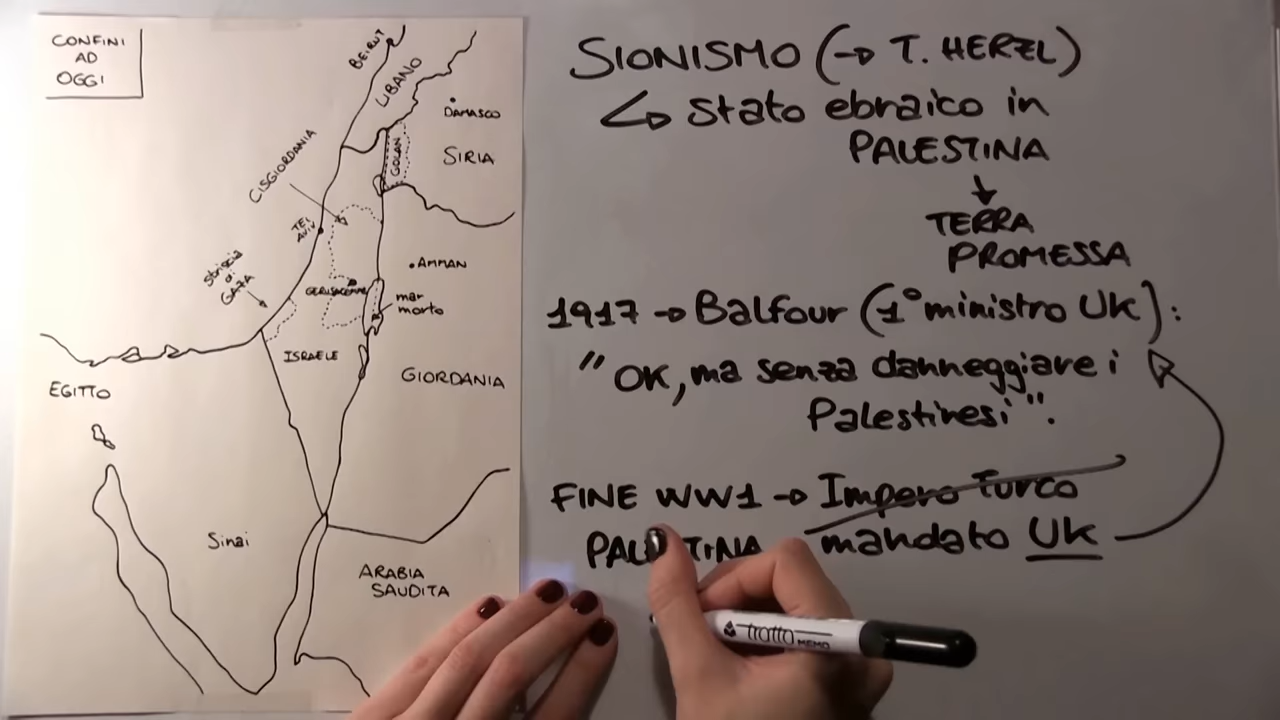 CONFINI
AD
OGGI
BEIRUT
LIBANO
DAMASCO
SIRIA
GOLAN
CISGIORDANIA
TEL
AVIV
striscia
di
GAZA
AMMAN
GERUSALEMME
mar
morto
ISRAELE
GIORDANIA
EGITTO
Sinai
ARABIA
SAUDITA
SIONISMO (→ T. HERZL)
↳ Stato ebraico in
PALESTINA
↓
TERRA
PROMESSA
1917 → Balfour (1° ministro UK):
"OK, ma senza danneggiare i
Palestinesi".
FINE WW1 → Impero Turco
mandato UK
tratto MEMO